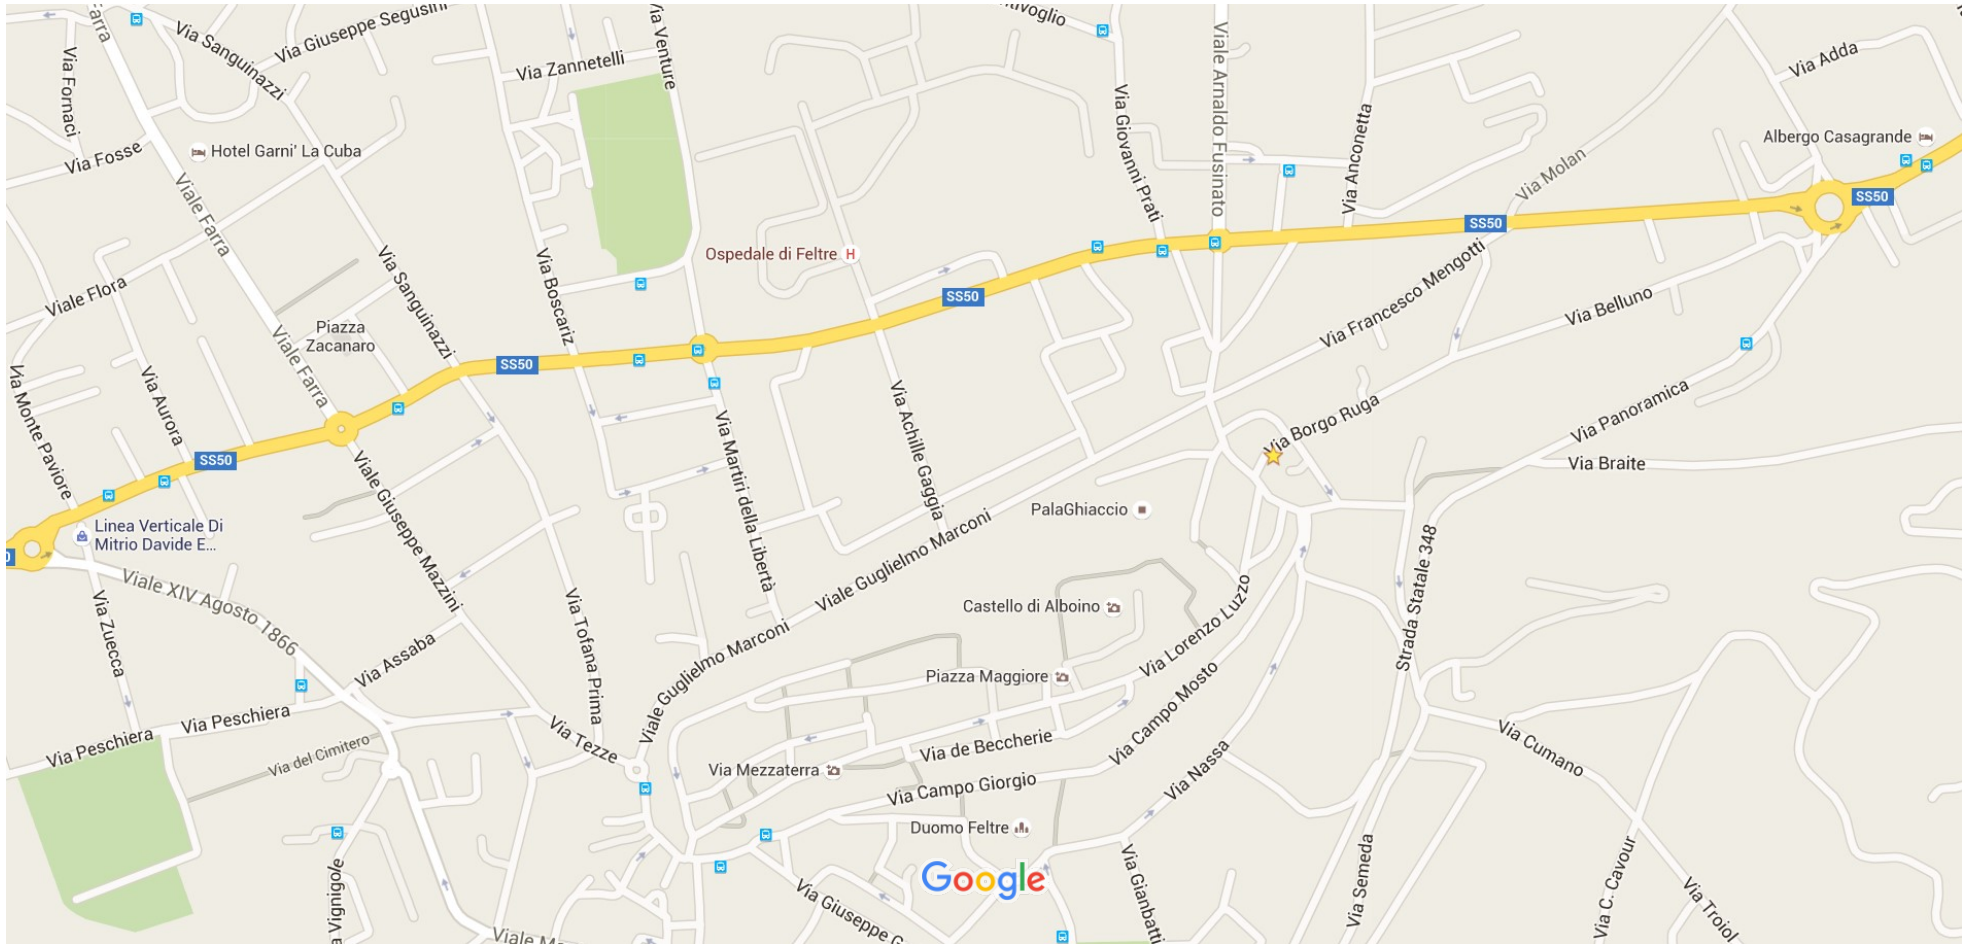 Farra
Via Sanguinazzi
Via Giuseppe Segusini
Via Venture
Via Zannetelli
Viale Arnaldo Fusinato
Via Adda
Via Fornaci
Via Fosse
Hotel Garni' La Cuba
Via Giovanni Prati
Via Anconetta
Albergo Casagrande
Via Molan
Viale Farra
SS50
SS50
Ospedale di Feltre
H
Via Sanguinazzi
Via Boscariz
Viale Flora
SS50
Via Francesco Mengotti
Via Belluno
Piazza
Zacanaro
Viale Farra
SS50
Via Monte Paviore
Via Aurora
Via Achille Gaggia
Via Borgo Ruga
Via Panoramica
Via Martiri della Libertà
SS50
Via Braite
Viale Giuseppe Mazzini
PalaGhiaccio
Linea Verticale Di
Mitrio Davide E...
Viale Guglielmo Marconi
Viale XIV Agosto 1866
Via Zuecca
Via Tofana Prima
Castello di Alboino
Via Lorenzo Luzzo
Strada Statale 348
Via Assaba
Viale Guglielmo Marconi
Piazza Maggiore
Via Campo Mosto
Via Peschiera
Via Peschiera
Via del Cimitero
Via Tezze
Via de Beccherie
Via Cumano
Via Mezzaterra
Via Campo Giorgio
Via Nassa
Duomo Feltre
Google
Via Semeda
Via C. Cavour
Via Giuseppe G
Via Gianbatti
Via Troiol